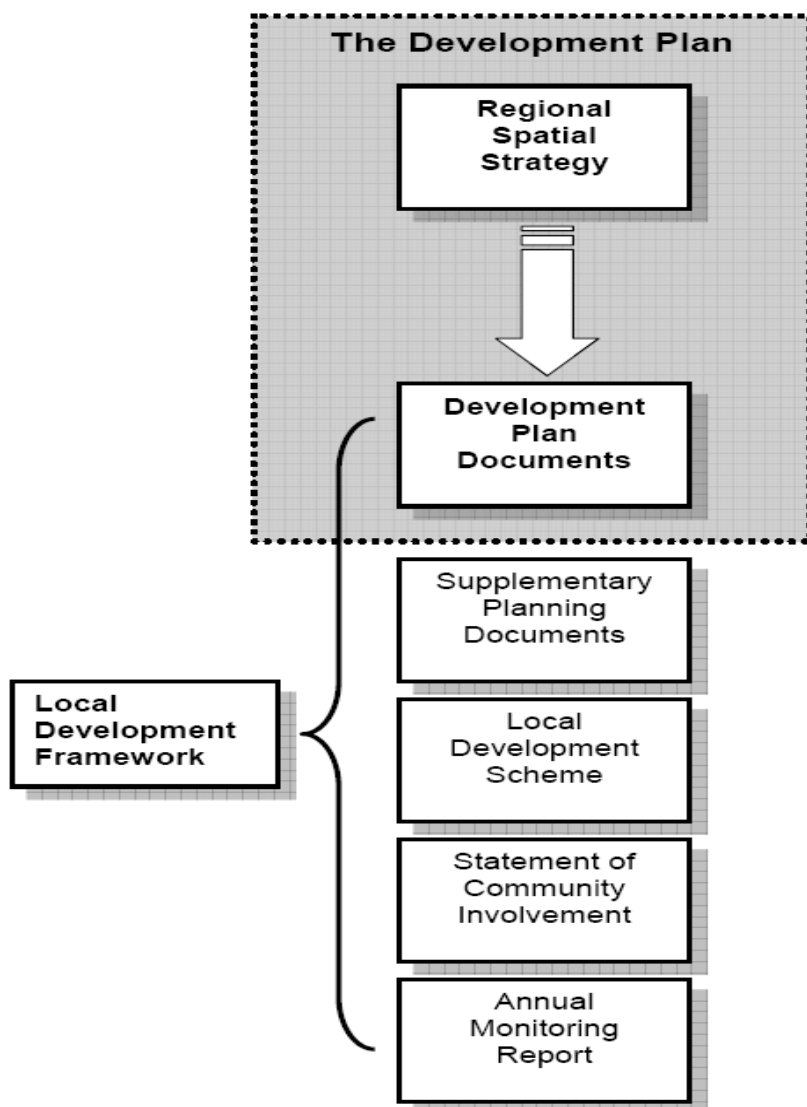 The Development Plan
Regional
Spatial
Strategy
Development
Plan
Documents
Supplementary
Planning
Documents
Local
Development
Framework
Local
Development
Scheme
Statement of
Community
Involvement
Annual
Monitoring
Report